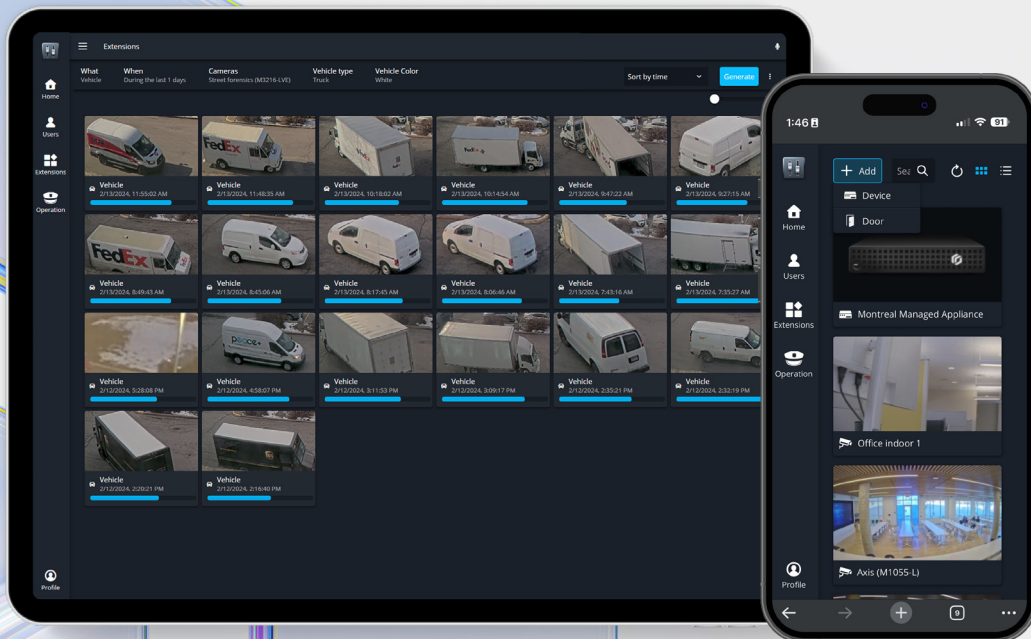 Extensions
What
Vehicle
When
During the last 1 days
Cameras
Street forensics (M3216-LVE)
Vehicle type
Truck
Vehicle Color
White
Sort by time
Generate
Home
Users
Extensions
Operation
Profile
FedEx
Vehicle
2/13/2024, 11:55:02 AM
Vehicle
2/13/2024, 11:48:35 AM
Vehicle
2/13/2024, 10:18:02 AM
Vehicle
2/13/2024, 10:14:54 AM
Vehicle
2/13/2024, 9:47:22 AM
Vehicle
2/13/2024, 9:27:15 AM
FedEx
Vehicle
2/13/2024, 8:49:43 AM
Vehicle
2/13/2024, 8:45:06 AM
Vehicle
2/13/2024, 8:17:45 AM
Vehicle
2/13/2024, 8:06:46 AM
Vehicle
2/13/2024, 7:43:16 AM
Vehicle
2/13/2024, 7:35:27 AM
Vehicle
2/12/2024, 5:28:08 PM
Vehicle
2/12/2024, 4:58:07 PM
Vehicle
2/12/2024, 3:11:53 PM
Vehicle
2/12/2024, 3:09:17 PM
Vehicle
2/12/2024, 2:35:21 PM
Vehicle
2/12/2024, 2:32:19 PM
Vehicle
2/12/2024, 2:20:21 PM
Vehicle
2/12/2024, 2:16:40 PM
1:46
91
Add
Device
Door
Home
Users
Extensions
Operation
Profile
Montreal Managed Appliance
Office indoor 1
Axis (M1055-L)
9